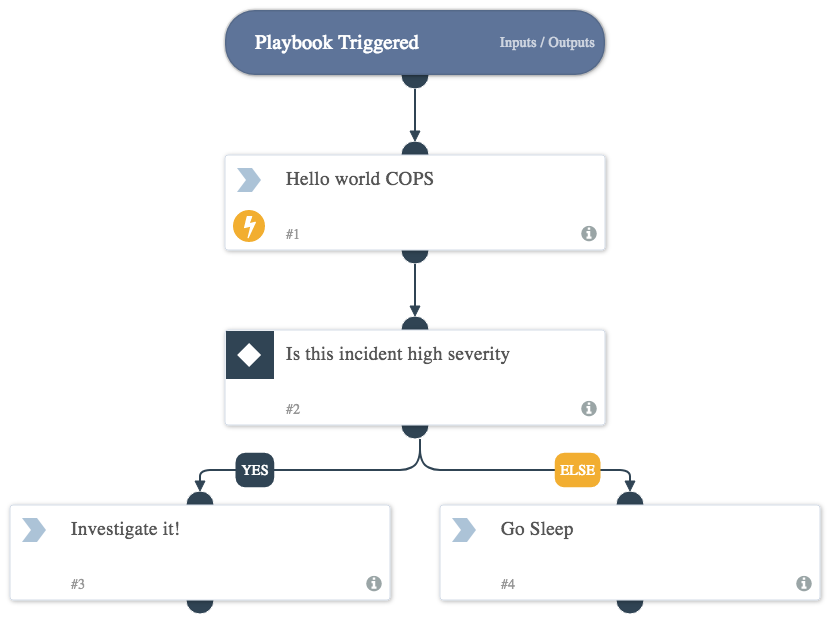 Playbook Triggered
Inputs / Outputs
Hello world COPS
#1
Is this incident high severity
#2
YES
ELSE
Investigate it!
#3
Go Sleep
#4